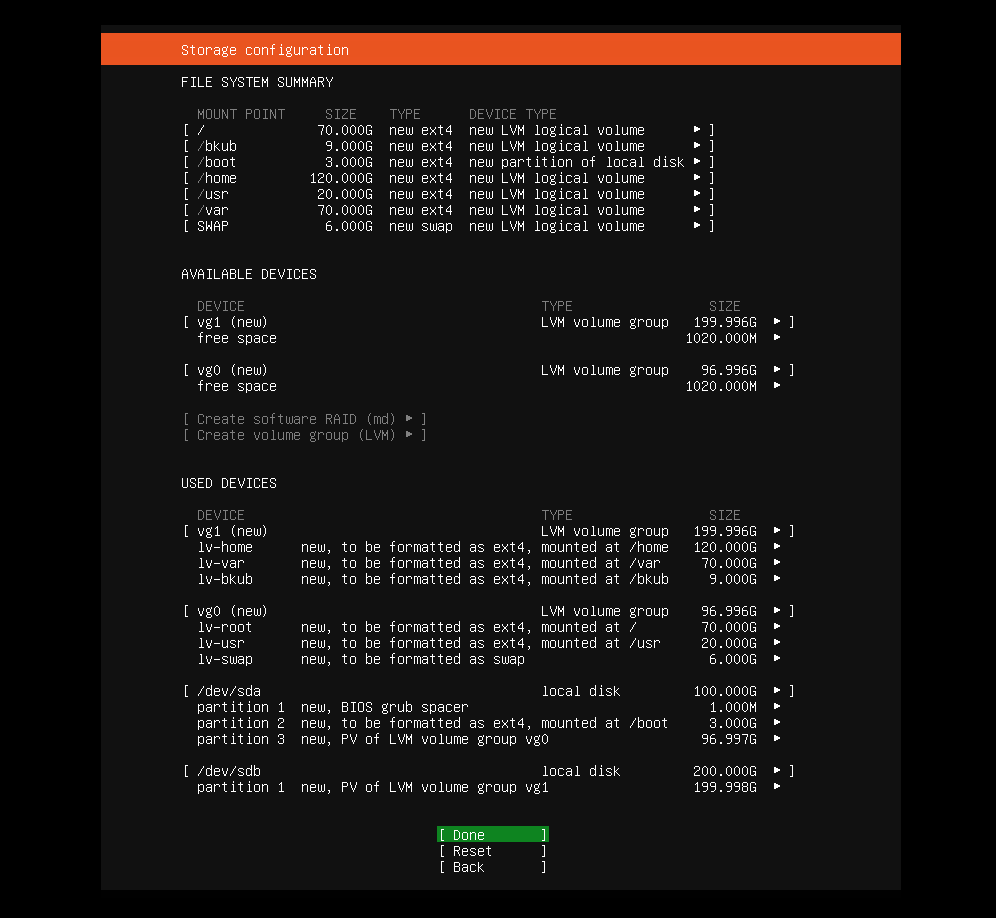 Storage configuration
FILE SYSTEM SUMMARY
MOUNT POINT SIZE TYPE DEVICE TYPE
[ / 70.000G new ext4 new LVM logical volume ▸ ]
[ /bkub 9.000G new ext4 new LVM logical volume ▸ ]
[ /boot 3.000G new ext4 new partition of local disk ▸ ]
[ /home 120.000G new ext4 new LVM logical volume ▸ ]
[ /usr 20.000G new ext4 new LVM logical volume ▸ ]
[ /var 70.000G new ext4 new LVM logical volume ▸ ]
[ SWAP 6.000G new swap new LVM logical volume ▸ ]
AVAILABLE DEVICES
DEVICE TYPE SIZE
[ vg1 (new) LVM volume group 199.996G ▸ ]
free space 1020.000M ▸
[ vg0 (new) LVM volume group 96.996G ▸ ]
free space 1020.000M ▸
[ Create software RAID (md) ▸ ]
[ Create volume group (LVM) ▸ ]
USED DEVICES
DEVICE TYPE SIZE
[ vg1 (new) LVM volume group 199.996G ▸ ]
lv-home new, to be formatted as ext4, mounted at /home 120.000G ▸
lv-var new, to be formatted as ext4, mounted at /var 70.000G ▸
lv-bkub new, to be formatted as ext4, mounted at /bkub 9.000G ▸
[ vg0 (new) LVM volume group 96.996G ▸ ]
lv-root new, to be formatted as ext4, mounted at / 70.000G ▸
lv-usr new, to be formatted as ext4, mounted at /usr 20.000G ▸
lv-swap new, to be formatted as swap 6.000G ▸
[ /dev/sda local disk 100.000G ▸ ]
partition 1 new, BIOS grub spacer 1.000M ▸
partition 2 new, to be formatted as ext4, mounted at /boot 3.000G ▸
partition 3 new, PV of LVM volume group vg0 96.997G ▸
[ /dev/sdb local disk 200.000G ▸ ]
partition 1 new, PV of LVM volume group vg1 199.998G ▸
[ Done ]
[ Reset ]
[ Back ]